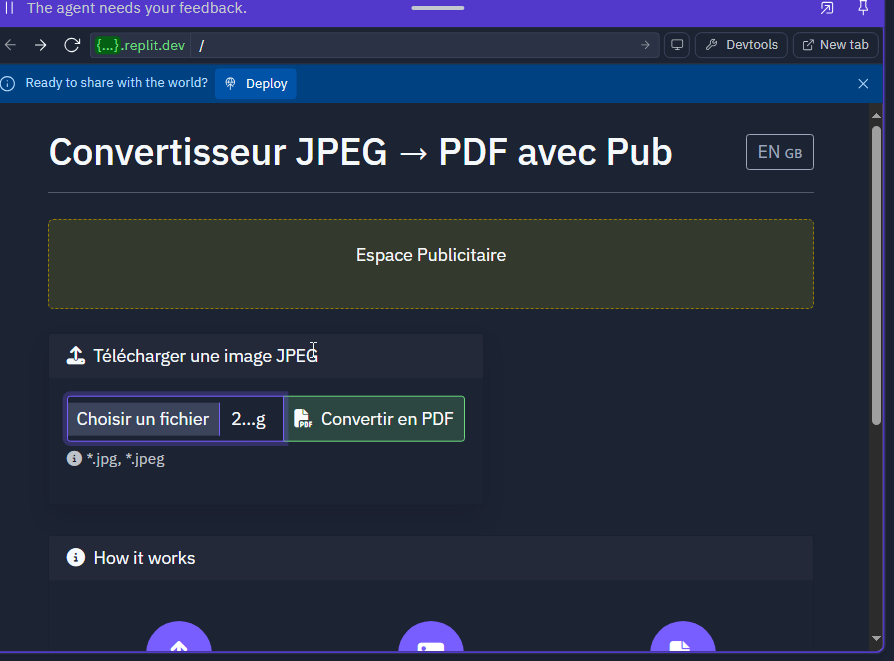 The agent needs your feedback.
{...}.replit.dev /
Devtools
New tab
Ready to share with the world?
Deploy
Convertisseur JPEG → PDF avec Pub
EN GB
Espace Publicitaire
Télécharger une image JPEG
Choisir un fichier
2...g
PDF
Convertir en PDF
*.jpg, *.jpeg
How it works